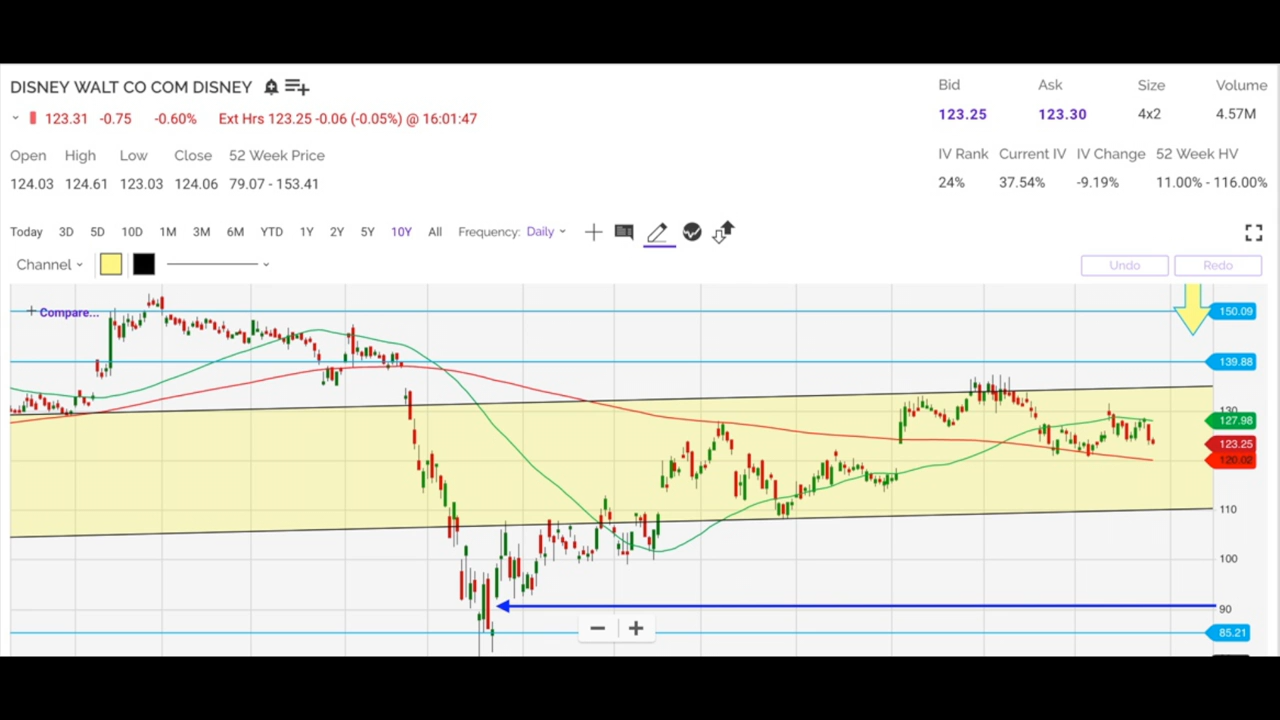 DISNEY WALT CO COM DISNEY
123.31 -0.75 -0.60% Ext Hrs 123.25 -0.06 (-0.05%) @ 16:01:47
Open High Low Close 52 Week Price
124.03 124.61 123.03 124.06 79.07 - 153.41
Bid Ask Size Volume
123.25 123.30 4x2 4.57M
IV Rank Current IV IV Change 52 Week HV
24% 37.54% -9.19% 11.00% - 116.00%
Today 3D 5D 10D 1M 3M 6M YTD 1Y 2Y 5Y 10Y All Frequency: Daily
Channel Undo Redo
+ Compare...
150.09
139.88
130
127.98
123.25
120.02
110
100
90
85.21